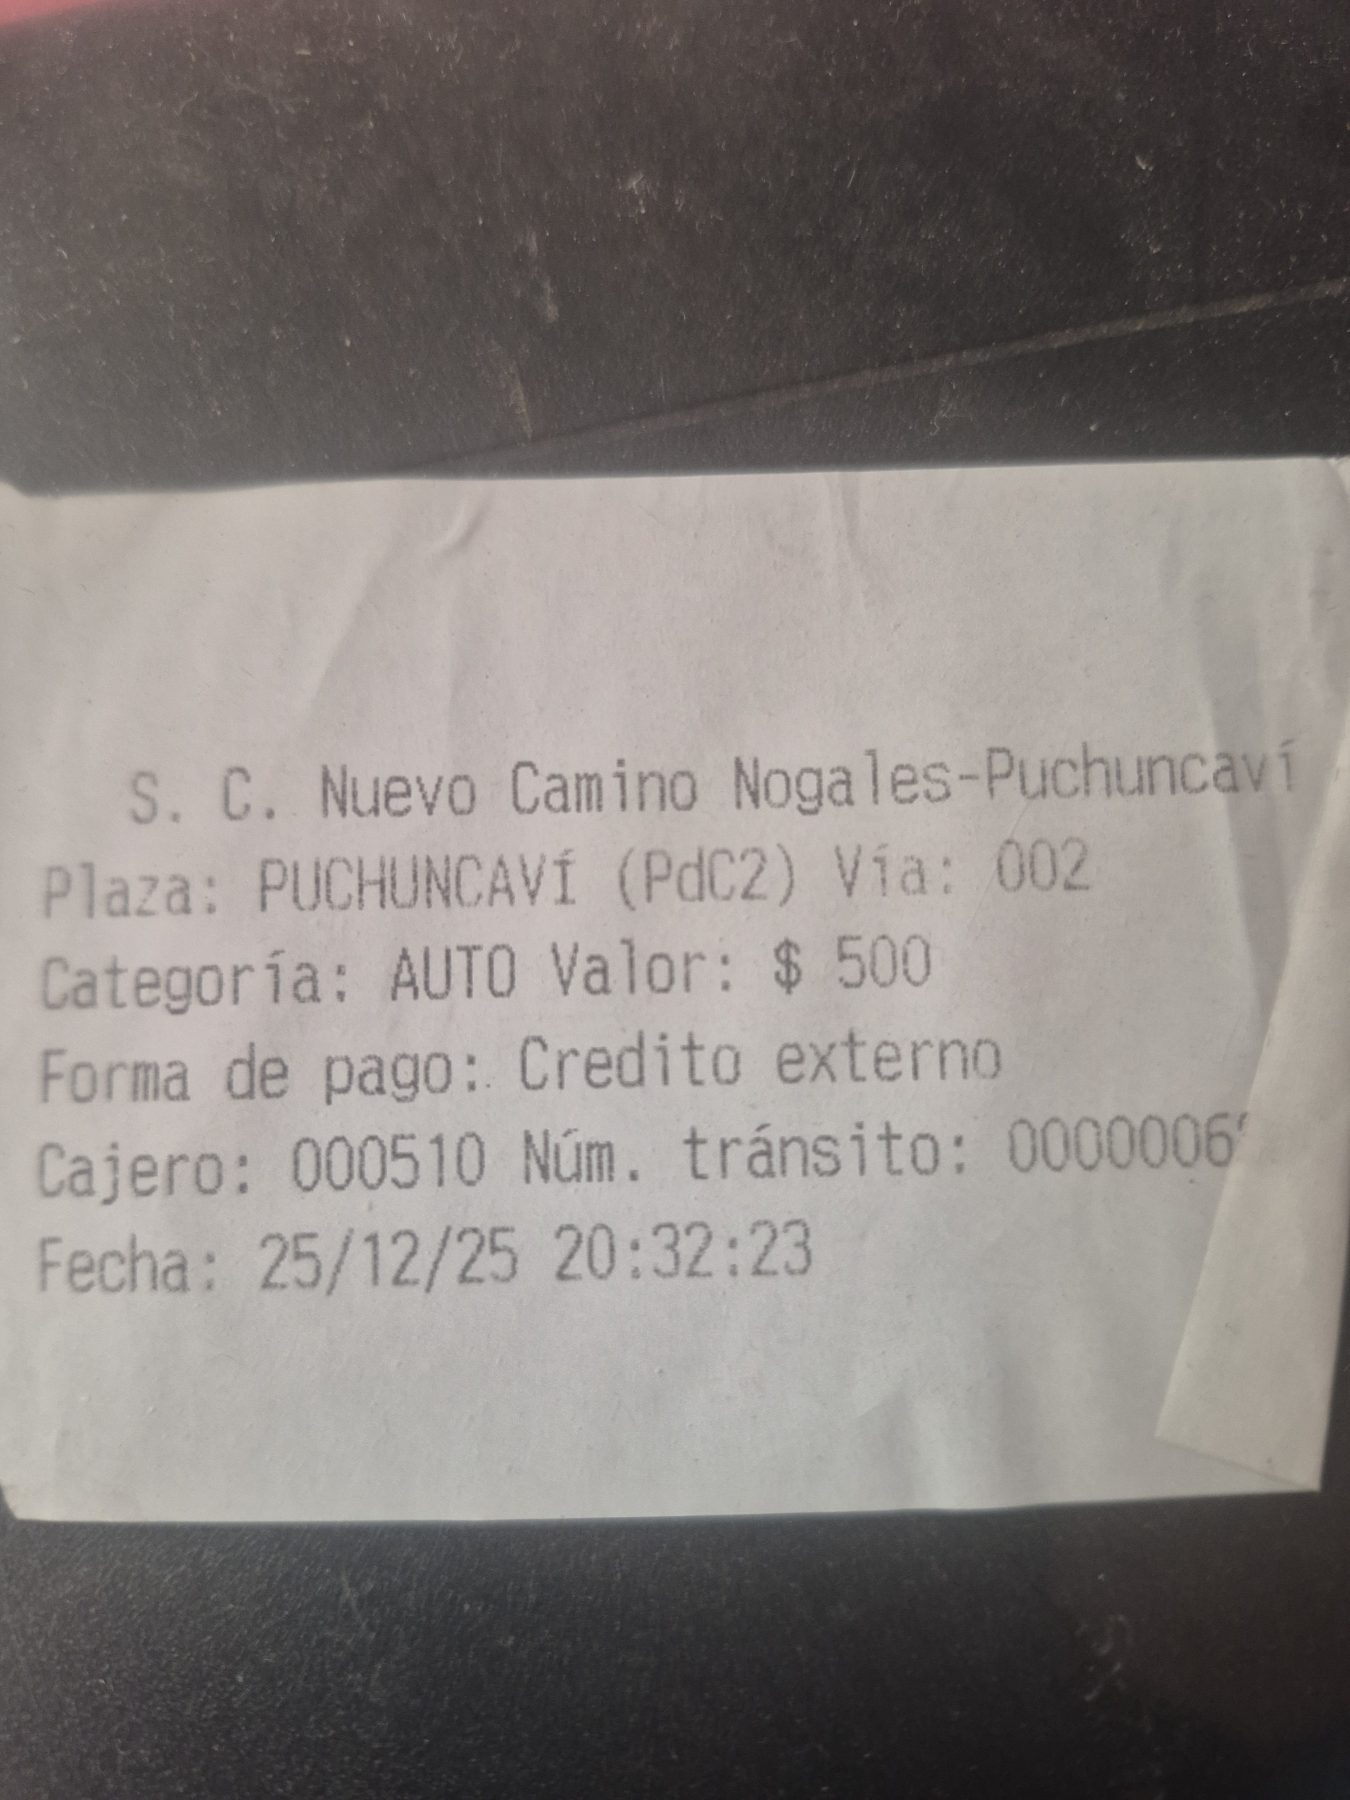 S. C. Nuevo Camino Nogales-Puchuncaví
Plaza: PUCHUNCAVÍ (PdC2) Vía: 002
Categoría: AUTO Valor: $ 500
Forma de pago: Credito externo
Cajero: 000510 Núm. tránsito:
Fecha: 25/12/25 20:32:23